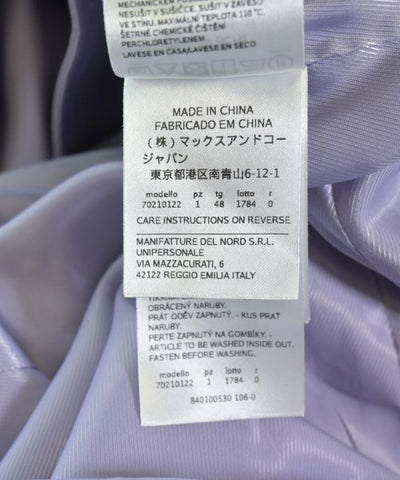 NESUŠIT V SUŠIČCE, SUŠIT V ZÁVĚSU
VE STÍNU. MAXIMÁLNÍ TEPLOTA 110 °C.
ŠETRNÉ CHEMICKÉ ČIŠTĚNÍ
PERCHLORETYLENEM
LAVESE EN CASA/LAVESE EN SECO
MADE IN CHINA
FABRICADO EM CHINA
(株)マックスアンドコー
ジャパン
東京都港区南青山6-12-1
modello pz tg lotto r
70210122 1 48 1784 0
CARE INSTRUCTIONS ON REVERSE
MANIFATTURE DEL NORD S.R.L.
UNIPERSONALE
VIA MAZZACURATI, 6
42122 REGGIO EMILIA ITALY
OBRÁCENÝ NARUBY.
PRÁT ODĚV ZAPNUTÝ. - KUS PRAŤ
NARUBY.
PERTE ZAPNUTÝ NA GOMBÍKY. -
ARTICLE TO BE WASHED INSIDE OUT.
FASTEN BEFORE WASHING.
modello pz lotto r
70210122 1 1784 0
840100530 106-0